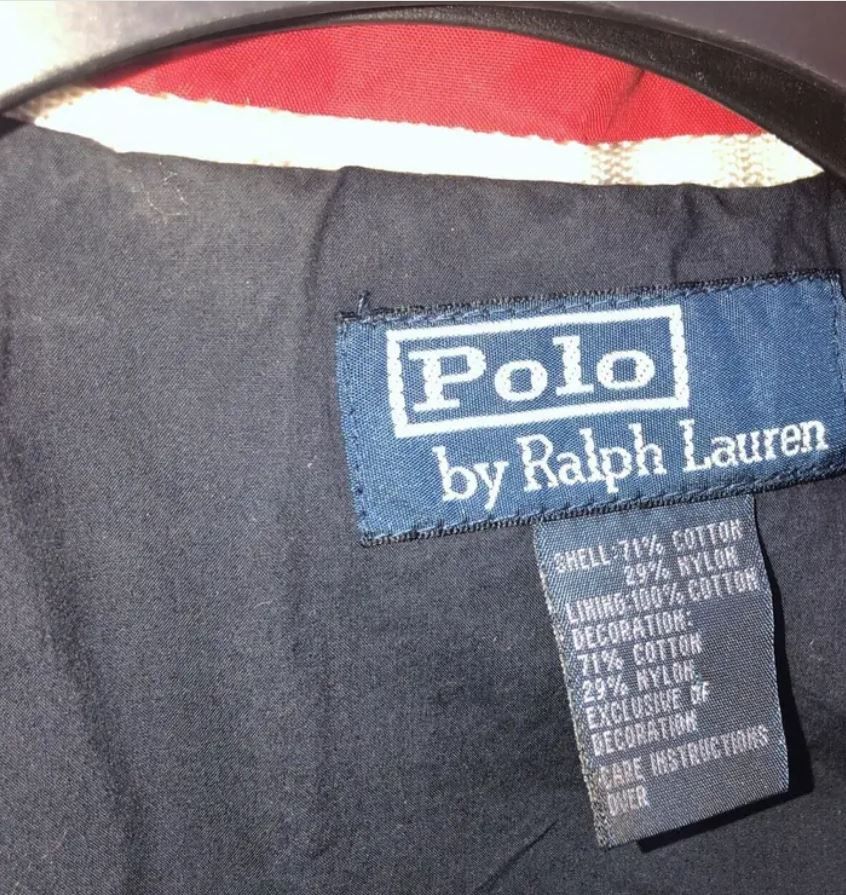 Polo
by Ralph Lauren
SHELL:71% COTTON
29% NYLON
LINING:100% COTTON
DECORATION:
71% COTTON
29% NYLON
EXCLUSIVE OF
DECORATION
CARE INSTRUCTIONS
OVER